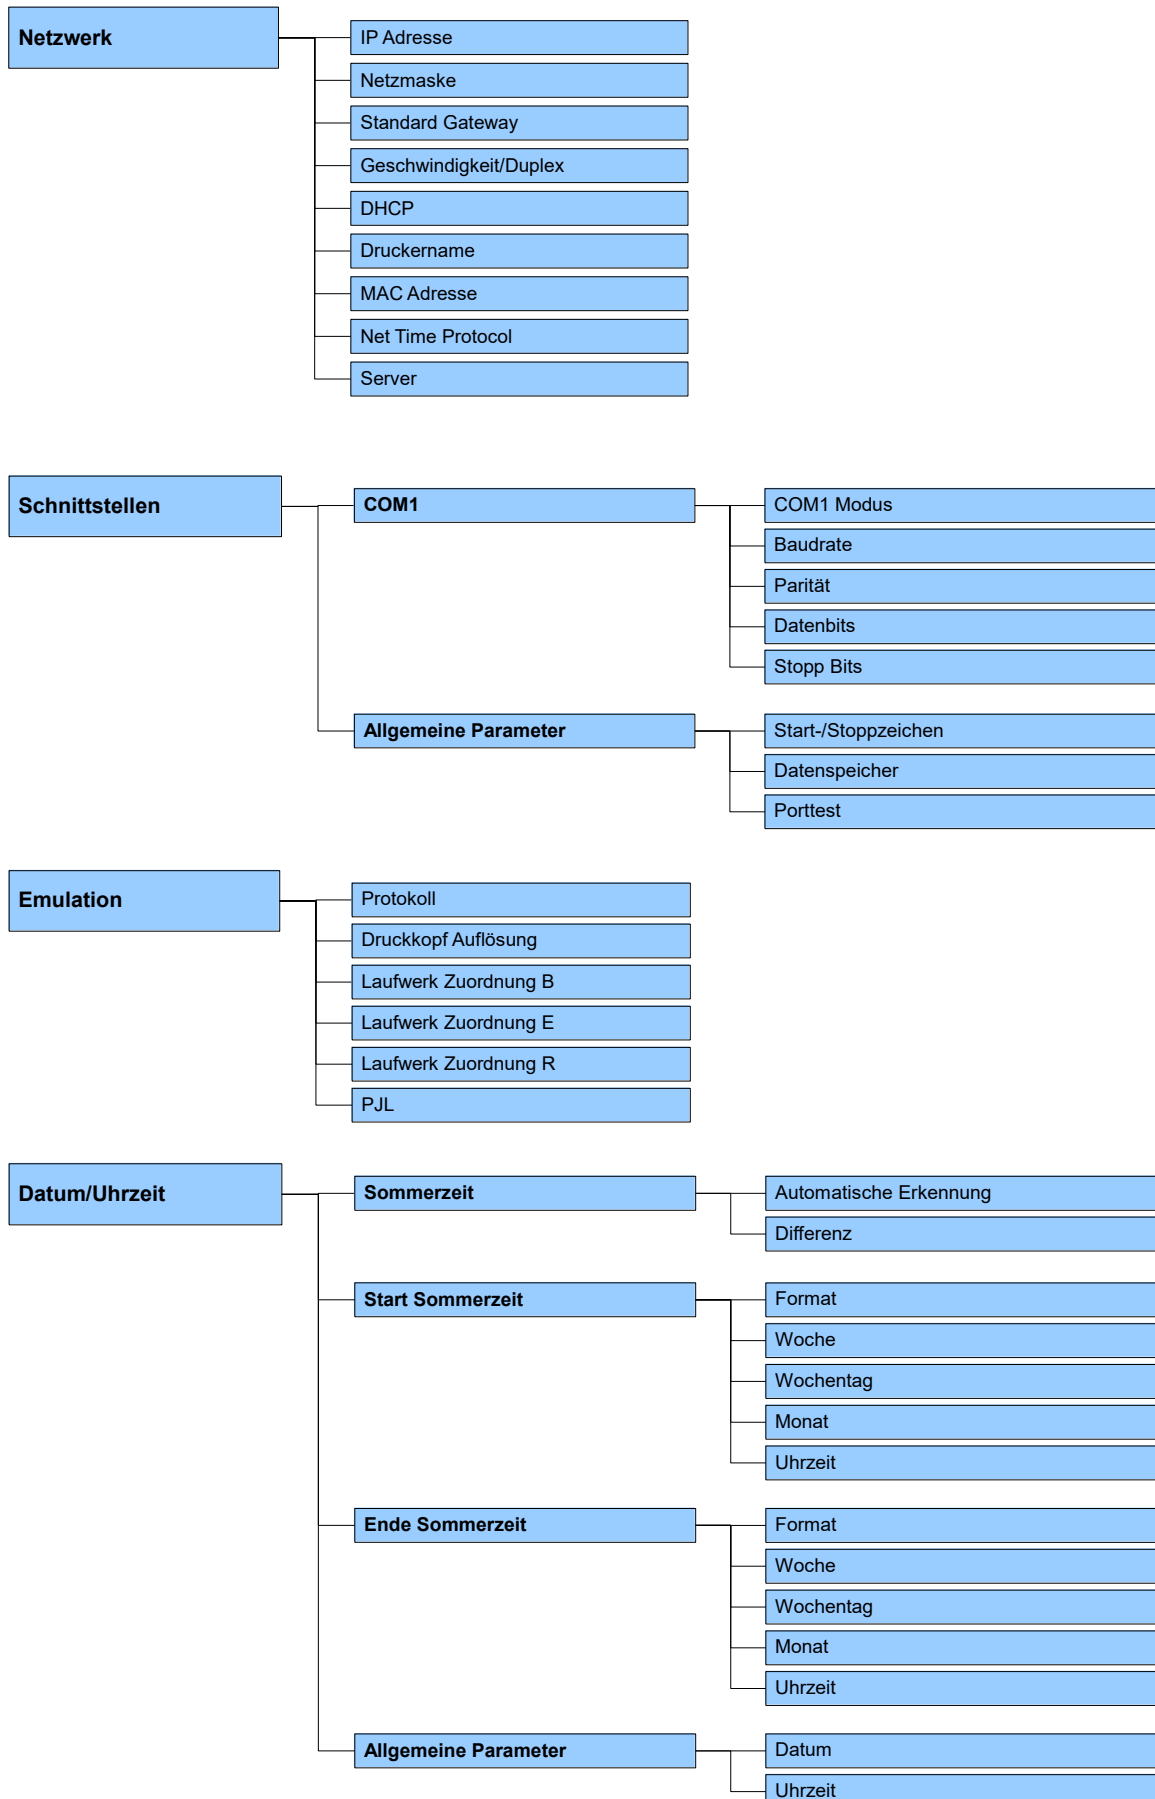 Netzwerk
IP Adresse
Netzmaske
Standard Gateway
Geschwindigkeit/Duplex
DHCP
Druckername
MAC Adresse
Net Time Protocol
Server
Schnittstellen
COM1
COM1 Modus
Baudrate
Parität
Datenbits
Stopp Bits
Allgemeine Parameter
Start-/Stoppzeichen
Datenspeicher
Porttest
Emulation
Protokoll
Druckkopf Auflösung
Laufwerk Zuordnung B
Laufwerk Zuordnung E
Laufwerk Zuordnung R
PJL
Datum/Uhrzeit
Sommerzeit
Automatische Erkennung
Differenz
Start Sommerzeit
Format
Woche
Wochentag
Monat
Uhrzeit
Ende Sommerzeit
Format
Woche
Wochentag
Monat
Uhrzeit
Allgemeine Parameter
Datum
Uhrzeit